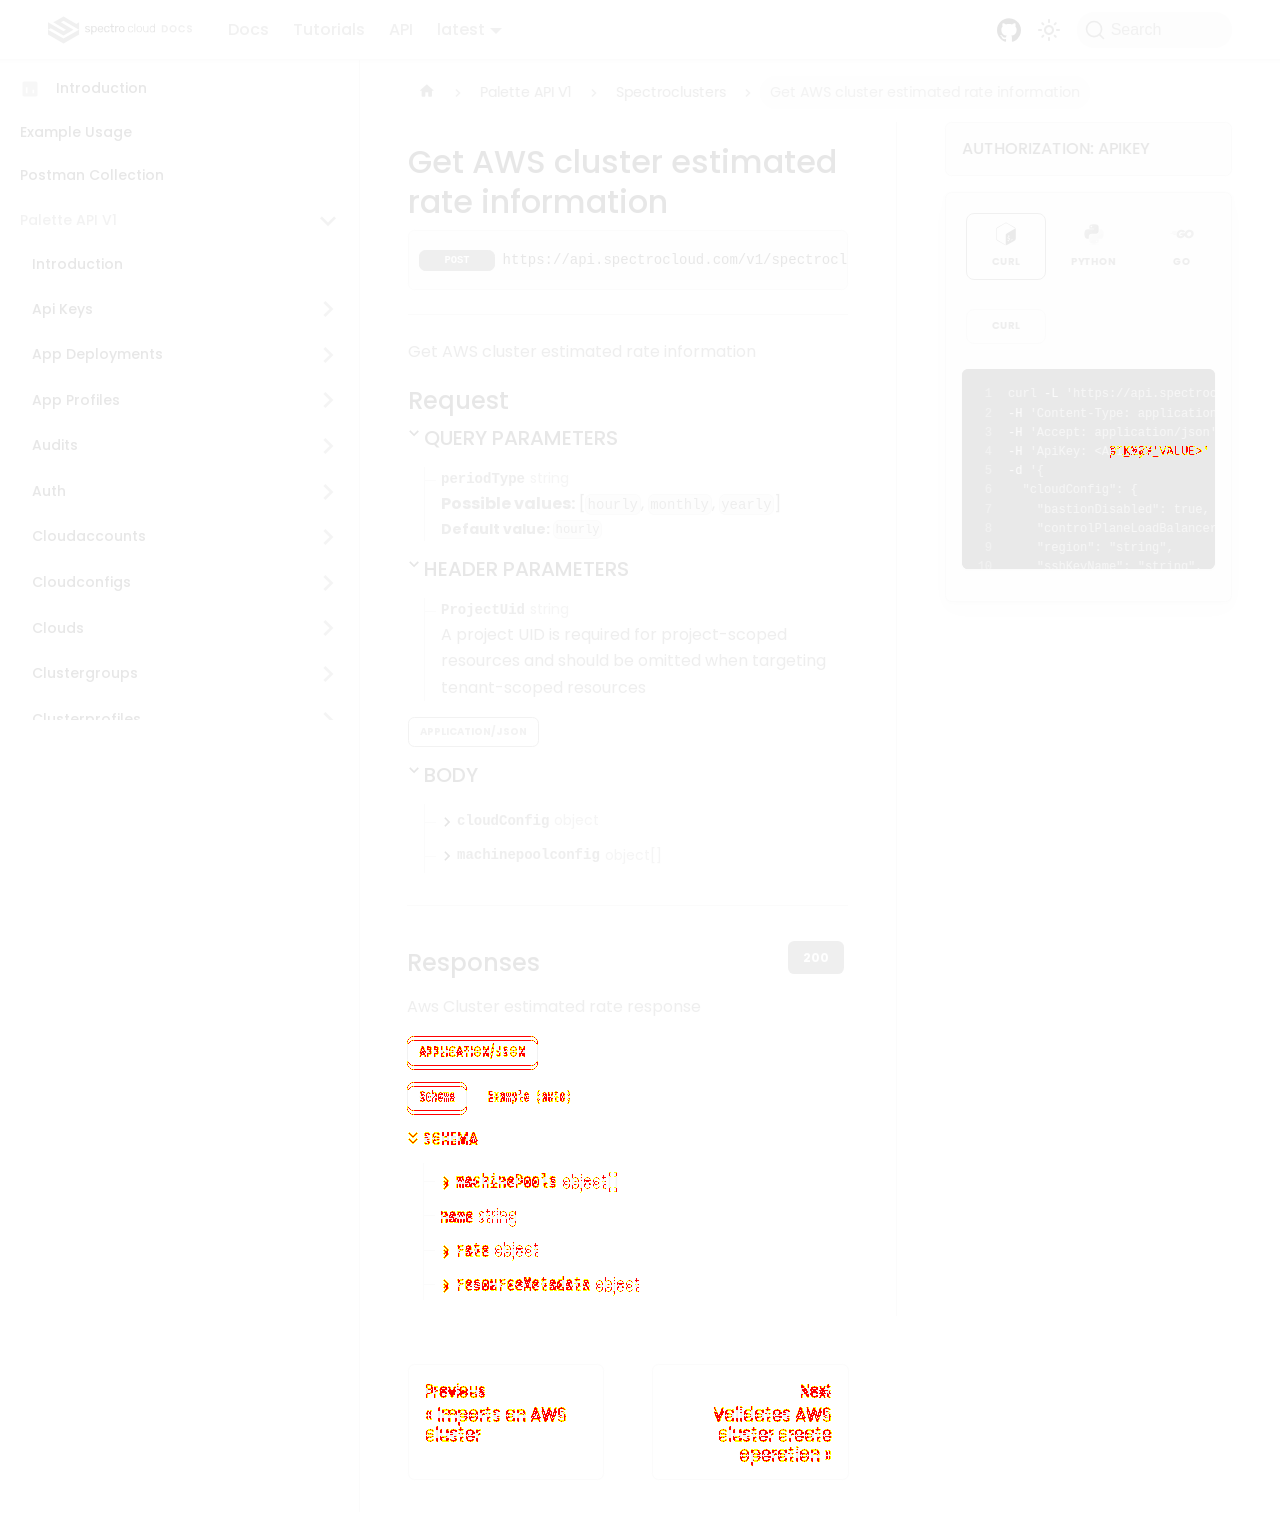 spectro cloud DOCS
Docs
Tutorials
API
latest
Search
Introduction
Example Usage
Postman Collection
Palette API V1
Introduction
Api Keys
App Deployments
App Profiles
Audits
Auth
Cloudaccounts
Cloudconfigs
Clouds
Clustergroups
Clusterprofiles
Palette API V1
Spectroclusters
Get AWS cluster estimated rate information
Get AWS cluster estimated
rate information
POST https://api.spectrocloud.com/v1/spectrocl
Get AWS cluster estimated rate information
Request
QUERY PARAMETERS
periodType string
Possible values: [hourly, monthly, yearly]
Default value: hourly
HEADER PARAMETERS
ProjectUid string
A project UID is required for project-scoped
resources and should be omitted when targeting
tenant-scoped resources
APPLICATION/JSON
BODY
cloudConfig object
machinepoolconfig object[]
Responses
200
Aws Cluster estimated rate response
APPLICATION/JSON
Schema
Example (auto)
SCHEMA
machinePools object[]
name string
rate object
resourceMetadata object
Previous
« Imports an AWS
cluster
Next
Validates AWS
cluster create
operation »
AUTHORIZATION: APIKEY
CURL
PYTHON
GO
CURL
1 curl -L 'https://api.spectroc
2 -H 'Content-Type: application
3 -H 'Accept: application/json'
4 -H 'ApiKey: <API_KEY_VALUE>'
5 -d '{
6 "cloudConfig": {
7 "bastionDisabled": true,
8 "controlPlaneLoadBalancer
9 "region": "string",
10 "sshKeyName": "string"